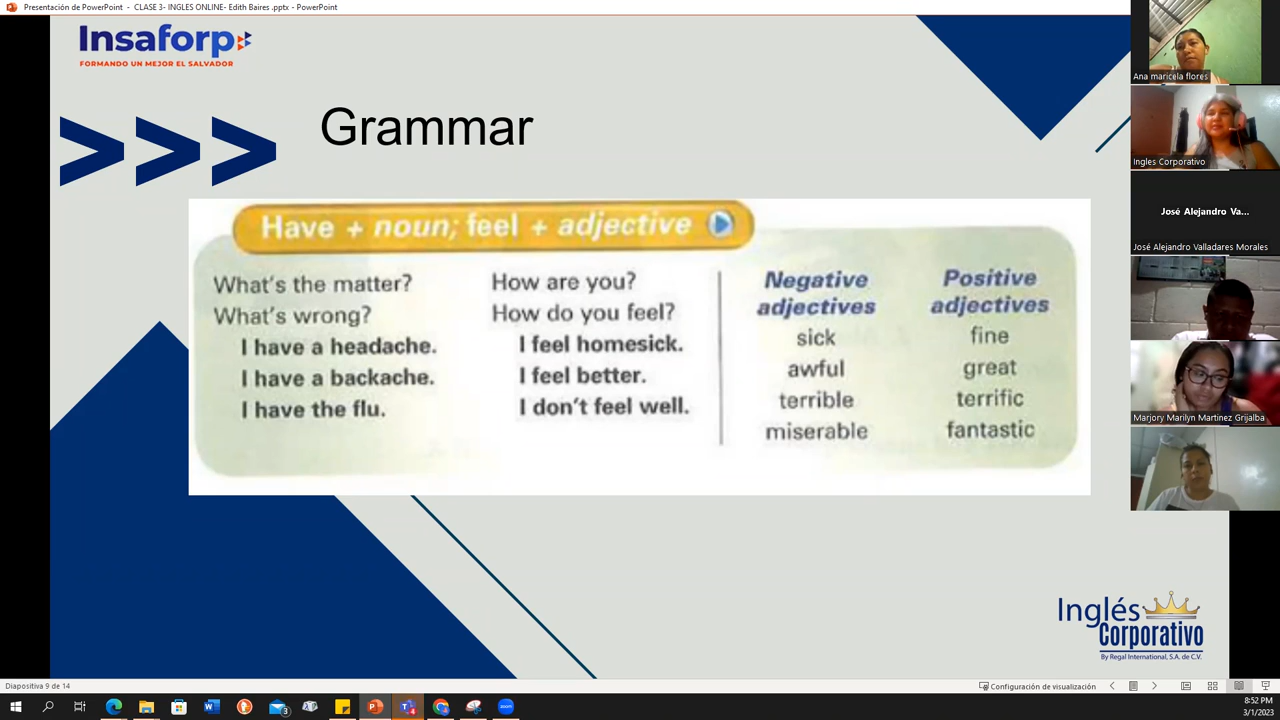 Presentación de PowerPoint - CLASE 3- INGLES ONLINE- Edith Baires .pptx - PowerPoint
Insaforp
FORMANDO UN MEJOR EL SALVADOR
>>> Grammar
Have + noun; feel + adjective
What's the matter?
What's wrong?
I have a headache.
I have a backache.
I have the flu.
How are you?
How do you feel?
I feel homesick.
I feel better.
I don't feel well.
Negative
adjectives
sick
awful
terrible
miserable
Positive
adjectives
fine
great
terrific
fantastic
Ana maricela flores
Ingles Corporativo
José Alejandro Va...
José Alejandro Valladares Morales
Marjory Marilyn Martínez Grijalba
Inglés
Corporativo
By Regal International, S.A. de C.V.
Diapositiva 9 de 14
Configuración de visualización
8:52 PM
3/1/2023